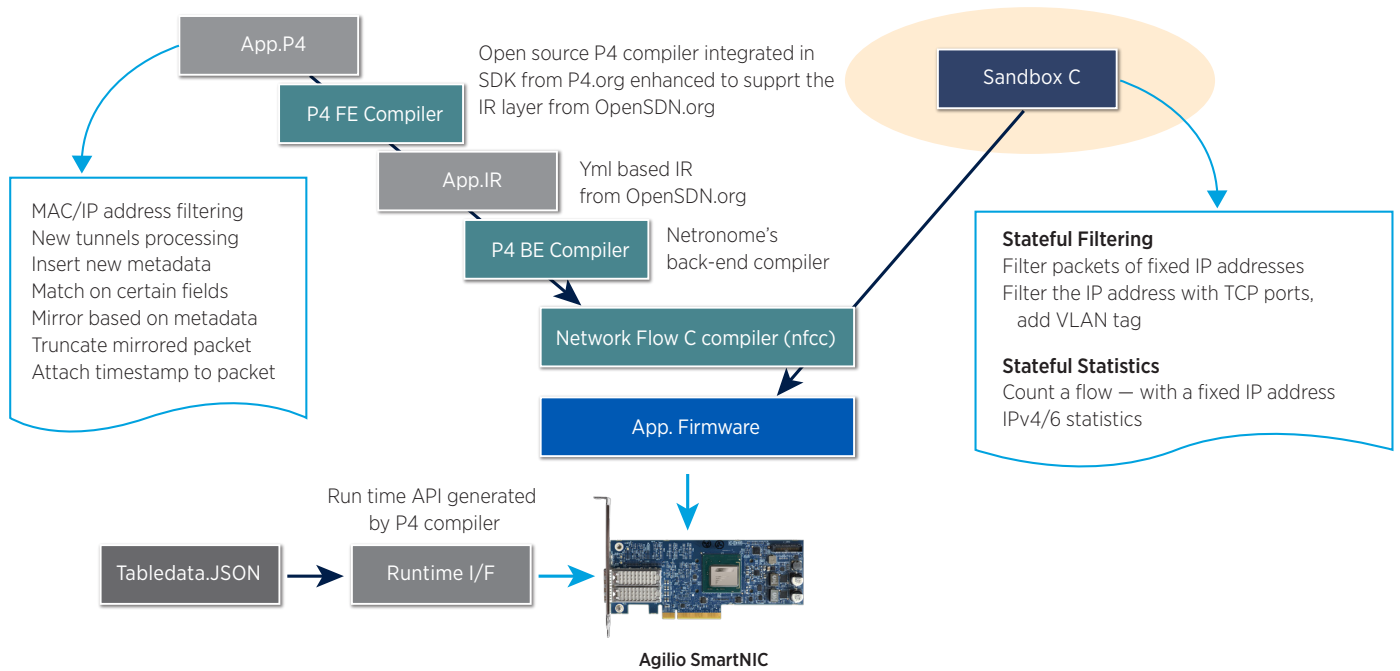 App.P4
Open source P4 compiler integrated in
SDK from P4.org enhanced to supprt the
IR layer from OpenSDN.org
P4 FE Compiler
Sandbox C
App.IR
Yml based IR
from OpenSDN.org
P4 BE Compiler
Netronome's
back-end compiler
MAC/IP address filtering
New tunnels processing
Insert new metadata
Match on certain fields
Mirror based on metadata
Truncate mirrored packet
Attach timestamp to packet
Stateful Filtering
Filter packets of fixed IP addresses
Filter the IP address with TCP ports,
add VLAN tag
Stateful Statistics
Count a flow — with a fixed IP address
IPv4/6 statistics
Network Flow C compiler (nfcc)
App. Firmware
Run time API generated
by P4 compiler
Tabledata.JSON
Runtime I/F
Agilio SmartNIC